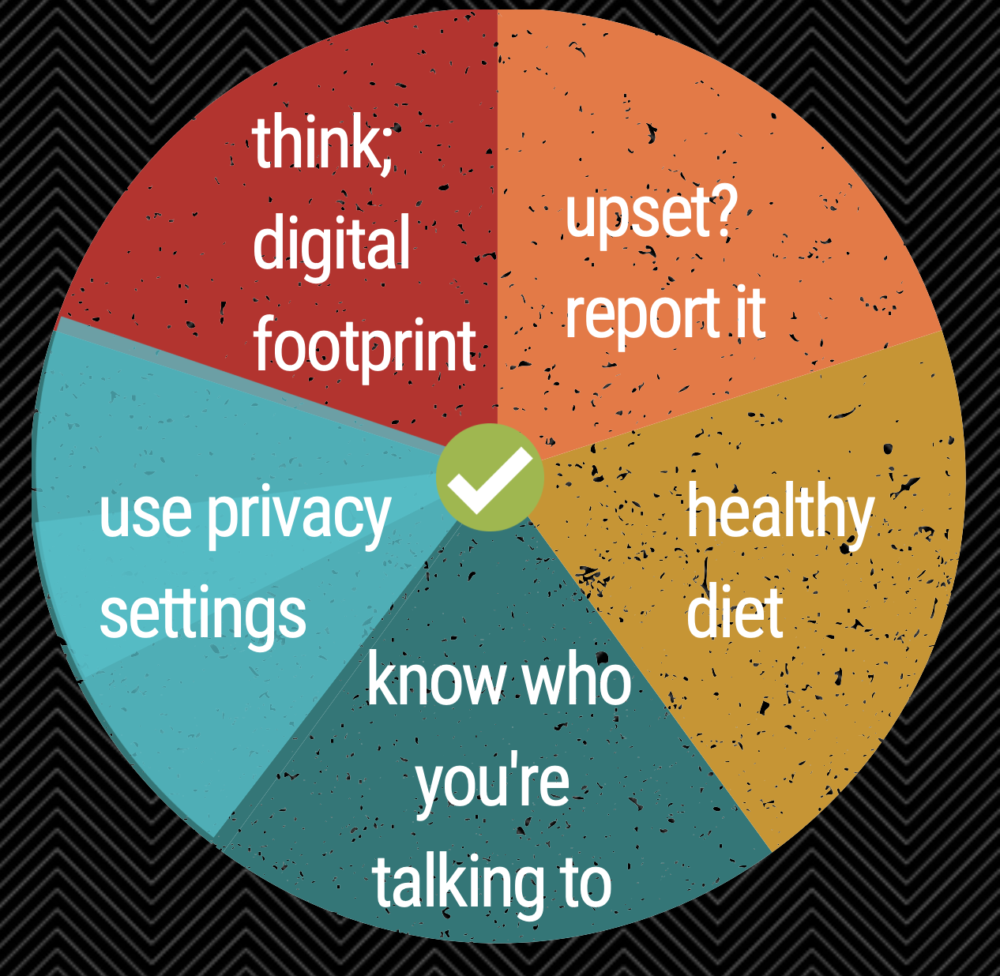 think;
digital
footprint
upset?
report it
healthy
diet
know who
you're
talking to
use privacy
settings